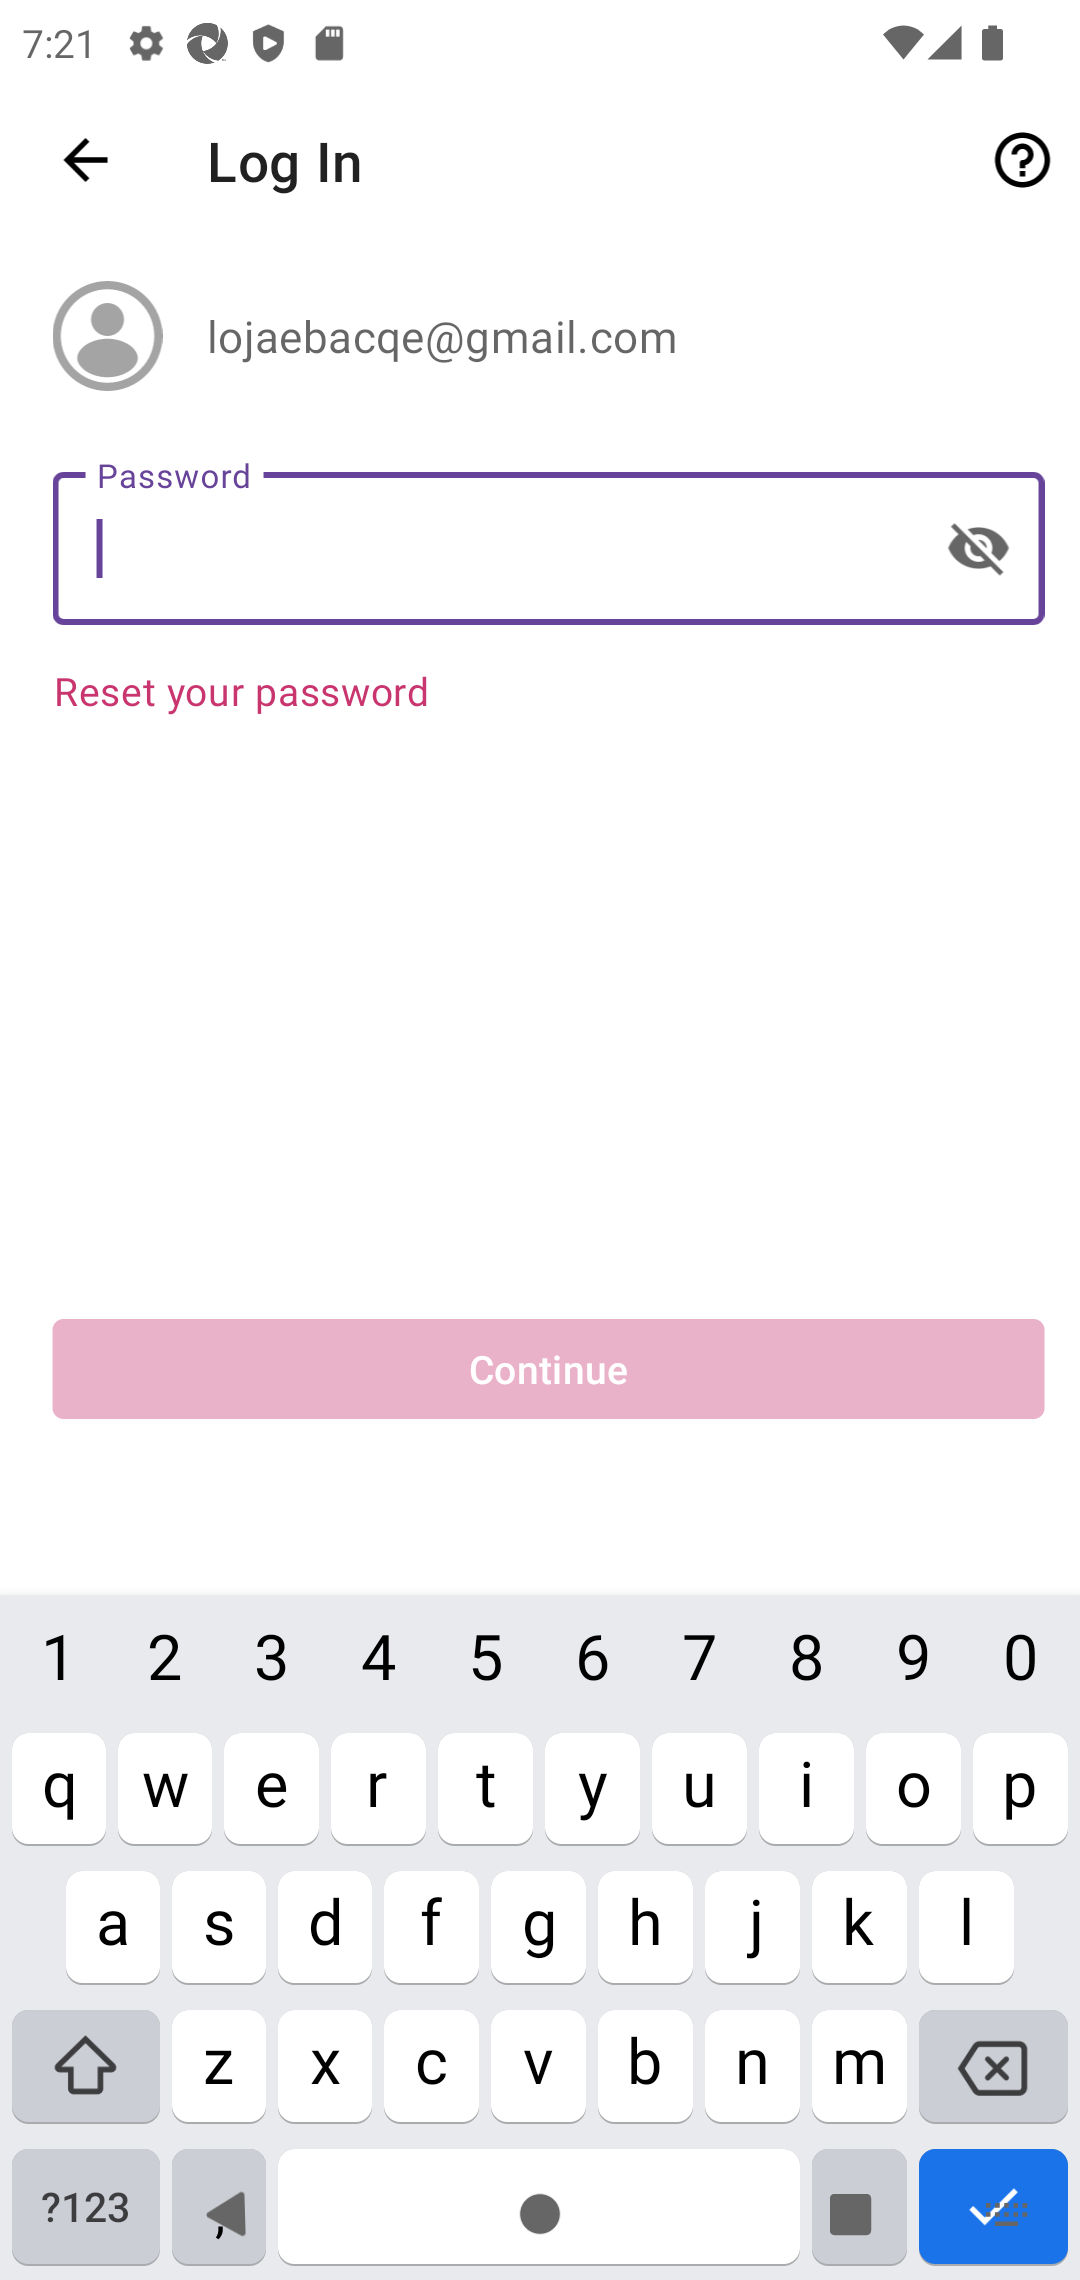 7:21
Log In
lojaebacqe@gmail.com
Password
Reset your password
Continue
1 2 3 4 5 6 7 8 9 0
q w e r t y u i o p
a s d f g h j k l
z x c v b n m
?123 ,